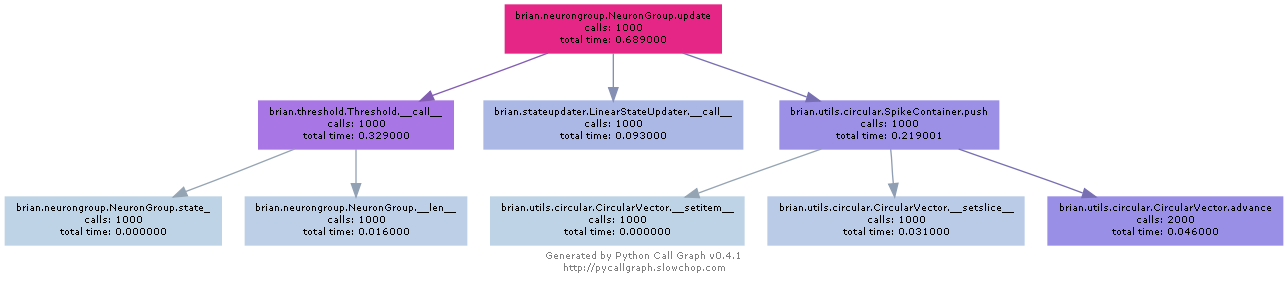 brian.neurongroup.NeuronGroup.update
calls: 1000
total time: 0.689000
brian.threshold.Threshold.__call__
calls: 1000
total time: 0.329000
brian.stateupdater.LinearStateUpdater.__call__
calls: 1000
total time: 0.093000
brian.utils.circular.SpikeContainer.push
calls: 1000
total time: 0.219001
brian.neurongroup.NeuronGroup.state_
calls: 1000
total time: 0.000000
brian.neurongroup.NeuronGroup.__len__
calls: 1000
total time: 0.016000
brian.utils.circular.CircularVector.__setitem__
calls: 1000
total time: 0.000000
brian.utils.circular.CircularVector.__setslice__
calls: 1000
total time: 0.031000
brian.utils.circular.CircularVector.advance
calls: 2000
total time: 0.046000
Generated by Python Call Graph v0.4.1
http://pycallgraph.slowchop.com